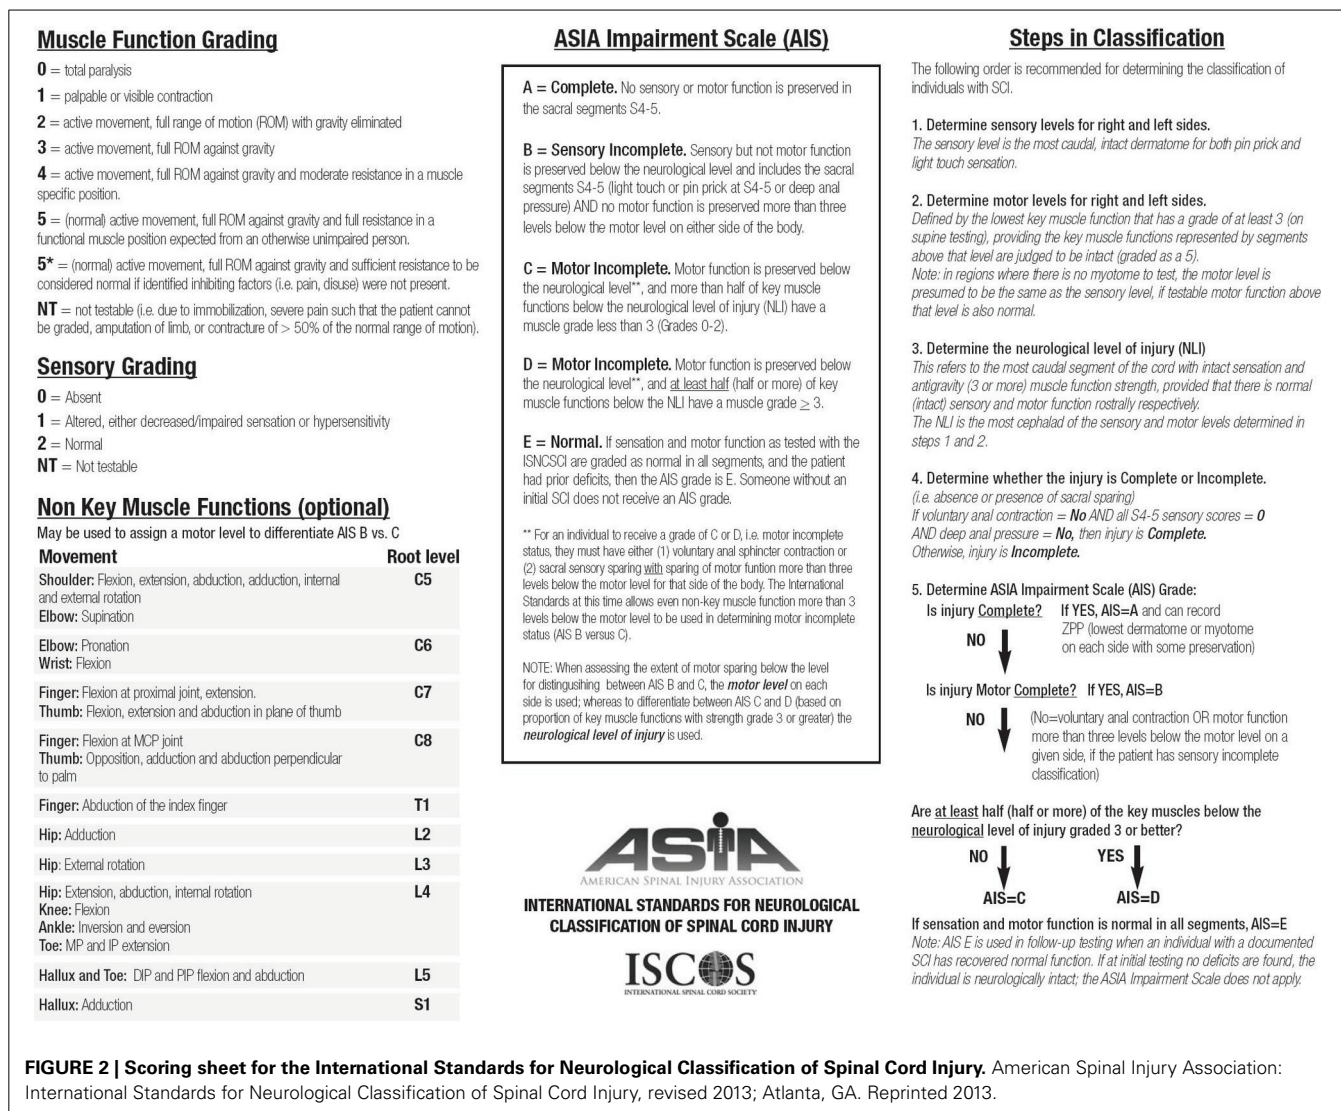 Muscle Function Grading
0 = total paralysis
1 = palpable or visible contraction
2 = active movement, full range of motion (ROM) with gravity eliminated
3 = active movement, full ROM against gravity
4 = active movement, full ROM against gravity and moderate resistance in a muscle
specific position.
5 = (normal) active movement, full ROM against gravity and full resistance in a
functional muscle position expected from an otherwise unimpaired person.
5* = (normal) active movement, full ROM against gravity and sufficient resistance to be
considered normal if identified inhibiting factors (i.e. pain, disuse) were not present.
NT = not testable (i.e. due to immobilization, severe pain such that the patient cannot
be graded, amputation of limb, or contracture of > 50% of the normal range of motion).
Sensory Grading
0 = Absent
1 = Altered, either decreased/impaired sensation or hypersensitivity
2 = Normal
NT = Not testable
Non Key Muscle Functions (optional)
May be used to assign a motor level to differentiate AIS B vs. C
Movement Root level
Shoulder: Flexion, extension, abduction, adduction, internal C5
and external rotation
Elbow: Supination
Elbow: Pronation C6
Wrist: Flexion
Finger: Flexion at proximal joint, extension. C7
Thumb: Flexion, extension and abduction in plane of thumb
Finger: Flexion at MCP joint C8
Thumb: Opposition, adduction and abduction perpendicular
to palm
Finger: Abduction of the index finger T1
Hip: Adduction L2
Hip: External rotation L3
Hip: Extension, abduction, internal rotation L4
Knee: Flexion
Ankle: Inversion and eversion
Toe: MP and IP extension
Hallux and Toe: DIP and PIP flexion and abduction L5
Hallux: Adduction S1
ASIA Impairment Scale (AIS)
A = Complete. No sensory or motor function is preserved in
the sacral segments S4-5.
B = Sensory Incomplete. Sensory but not motor function
is preserved below the neurological level and includes the sacral
segments S4-5 (light touch or pin prick at S4-5 or deep anal
pressure) AND no motor function is preserved more than three
levels below the motor level on either side of the body.
C = Motor Incomplete. Motor function is preserved below
the neurological level**, and more than half of key muscle
functions below the neurological level of injury (NLI) have a
muscle grade less than 3 (Grades 0-2).
D = Motor Incomplete. Motor function is preserved below
the neurological level**, and at least half (half or more) of key
muscle functions below the NLI have a muscle grade ≥ 3.
E = Normal. If sensation and motor function as tested with the
ISNCSCI are graded as normal in all segments, and the patient
had prior deficits, then the AIS grade is E. Someone without an
initial SCI does not receive an AIS grade.
** For an individual to receive a grade of C or D, i.e. motor incomplete
status, they must have either (1) voluntary anal sphincter contraction or
(2) sacral sensory sparing with sparing of motor funtion more than three
levels below the motor level for that side of the body. The International
Standards at this time allows even non-key muscle function more than 3
levels below the motor level to be used in determining motor incomplete
status (AIS B versus C).
NOTE: When assessing the extent of motor sparing below the level
for distingusihing between AIS B and C, the motor level on each
side is used; whereas to differentiate between AIS C and D (based on
proportion of key muscle functions with strength grade 3 or greater) the
neurological level of injury is used.
ASIA
AMERICAN SPINAL INJURY ASSOCIATION
INTERNATIONAL STANDARDS FOR NEUROLOGICAL
CLASSIFICATION OF SPINAL CORD INJURY
ISCOS
INTERNATIONAL SPINAL CORD SOCIETY
Steps in Classification
The following order is recommended for determining the classification of
individuals with SCI.
1. Determine sensory levels for right and left sides.
The sensory level is the most caudal, intact dermatome for both pin prick and
light touch sensation.
2. Determine motor levels for right and left sides.
Defined by the lowest key muscle function that has a grade of at least 3 (on
supine testing), providing the key muscle functions represented by segments
above that level are judged to be intact (graded as a 5).
Note: in regions where there is no myotome to test, the motor level is
presumed to be the same as the sensory level, if testable motor function above
that level is also normal.
3. Determine the neurological level of injury (NLI)
This refers to the most caudal segment of the cord with intact sensation and
antigravity (3 or more) muscle function strength, provided that there is normal
(intact) sensory and motor function rostrally respectively.
The NLI is the most cephalad of the sensory and motor levels determined in
steps 1 and 2.
4. Determine whether the injury is Complete or Incomplete.
(i.e. absence or presence of sacral sparing)
If voluntary anal contraction = No AND all S4-5 sensory scores = 0
AND deep anal pressure = No, then injury is Complete.
Otherwise, injury is Incomplete.
5. Determine ASIA Impairment Scale (AIS) Grade:
Is injury Complete? If YES, AIS=A and can record
NO ZPP (lowest dermatome or myotome
on each side with some preservation)
Is injury Motor Complete? If YES, AIS=B
NO (No=voluntary anal contraction OR motor function
more than three levels below the motor level on a
given side, if the patient has sensory incomplete
classification)
Are at least half (half or more) of the key muscles below the
neurological level of injury graded 3 or better?
NO YES
AIS=C AIS=D
If sensation and motor function is normal in all segments, AIS=E
Note: AIS E is used in follow-up testing when an individual with a documented
SCI has recovered normal function. If at initial testing no deficits are found, the
individual is neurologically intact; the ASIA Impairment Scale does not apply.
FIGURE 2 | Scoring sheet for the International Standards for Neurological Classification of Spinal Cord Injury. American Spinal Injury Association:
International Standards for Neurological Classification of Spinal Cord Injury, revised 2013; Atlanta, GA. Reprinted 2013.